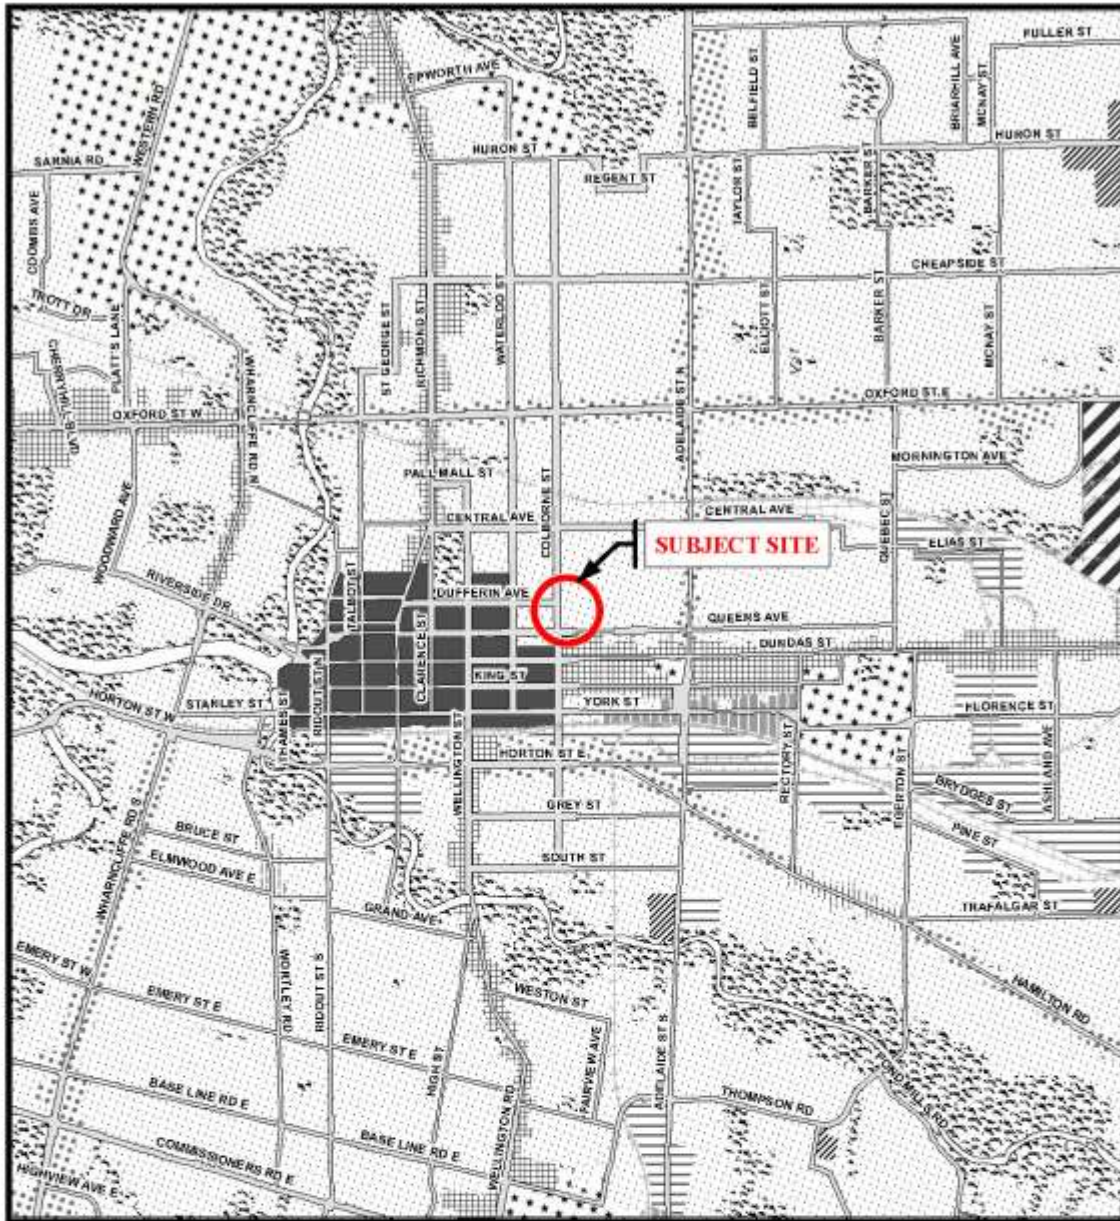 FULLER ST
EPWORTH AVE
BELFIELD ST
BRIARHILL AVE
MCNAY ST
WESTERN RD
HURON ST
HURON ST
SARNIA RD
REGENT ST
TAYLOR ST
BARKER ST
COOMBS AVE
CHEAPSIDE ST
TROTT DR
PLATT'S LANE
ST GEORGE ST
RICHMOND ST
WATERLOO ST
ELLIOTT ST
BARKER ST
MCNAY ST
CHERRYHILL BLVD
WHARNCLIFFE RD N
OXFORD ST W
OXFORD ST E
ADELAIDE ST N
PALL MALL ST
MORNINGTON AVE
WOODWARD AVE
COLBORNE ST
CENTRAL AVE
CENTRAL AVE
QUEBEC ST
ELIAS ST
SUBJECT SITE
RIVERSIDE DR
TALBOT ST
DUFFERIN AVE
QUEENS AVE
DUNDAS ST
CLARENCE ST
KING ST
HORTON ST W
STANLEY ST
THAMES ST
RIDOUT ST N
YORK ST
FLORENCE ST
WELLINGTON ST
HORTON ST E
RECTORY ST
EGERTON ST
ASHLAND AVE
BRYDGES ST
GREY ST
PINE ST
BRUCE ST
ELMWOOD AVE E
SOUTH ST
WHARNCLIFFE RD S
GRAND AVE
TRAFALGAR ST
EMERY ST W
WORTLEY RD
RIDOUT ST S
EMERY ST E
WESTON ST
HAMILTON RD
EMERY ST E
HIGH ST
FAIRVIEW AVE
ADELAIDE ST S
POND MILLS RD
BASE LINE RD E
THOMPSON RD
BASE LINE RD E
WELLINGTON RD
COMMISSIONERS RD E
HIGHVIEW AVE E